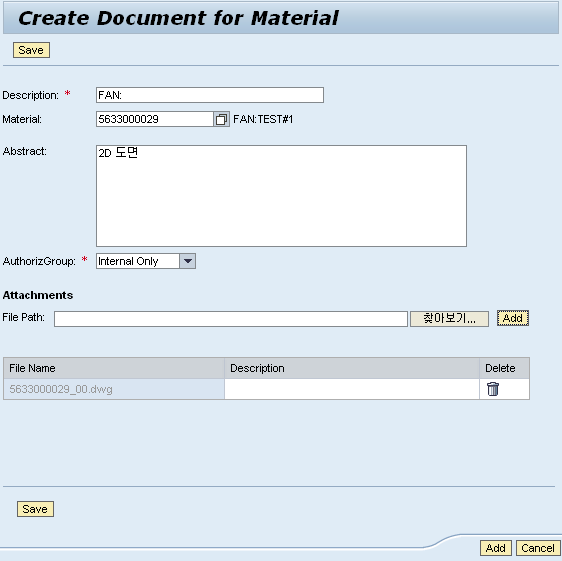 Create Document for Material
Save
Description: * FAN:
Material: 5633000029 FAN:TEST#1
Abstract: 2D 도면
AuthorizGroup: * Internal Only
Attachments
File Path: 찾아보기... Add
File Name Description Delete
5633000029_00.dwg
Save
Add Cancel